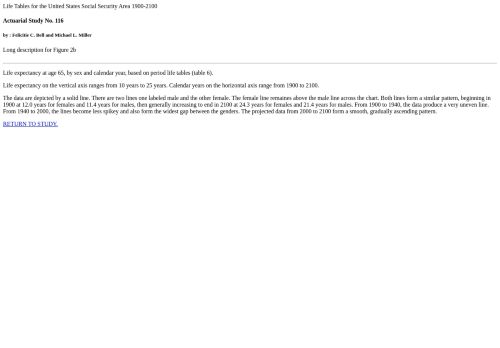 Life Tables for the United States Social Security Area 1900-2100
Actuarial Study No. 116
by : Felicitie C. Bell and Michael L. Miller
Long description for Figure 2b
Life expectancy at age 65, by sex and calendar year, based on period life tables (table 6).
Life expectancy on the vertical axis ranges from 10 years to 25 years. Calendar years on the horizontal axis range from 1900 to 2100.
The data are depicted by a solid line. There are two lines one labeled male and the other female. The female line remaines above the male line across the chart. Both lines form a similar pattern, beginning in
1900 at 12.0 years for females and 11.4 years for males, then generally increasing to end in 2100 at 24.3 years for females and 21.4 years for males. From 1900 to 1940, the data produce a very uneven line.
From 1940 to 2000, the lines become less spikey and also form the widest gap between the genders. The projected data from 2000 to 2100 form a smooth, gradually ascending pattern.
RETURN TO STUDY.